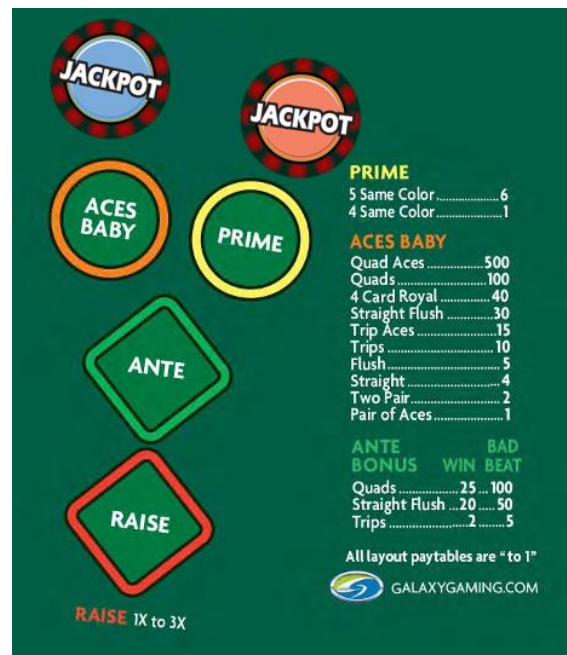 JACKPOT
JACKPOT
ACES
BABY
PRIME
ANTE
RAISE
RAISE 1X to 3X
PRIME
5 Same Color..................6
4 Same Color....................1
ACES BABY
Quad Aces.................500
Quads..........................100
4 Card Royal..............40
Straight Flush............30
Trip Aces....................15
Trips.............................10
Flush..............................5
Straight.........................4
Two Pair.......................2
Pair of Aces..................1
ANTE BAD
BONUS WIN BEAT
Quads..................25...100
Straight Flush...20.....50
Trips....................2........5
All layout paytables are "to 1"
GALAXYGAMING.COM